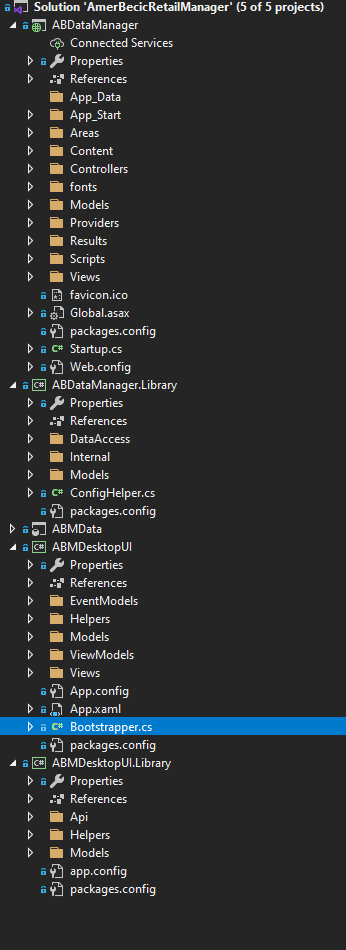 Solution 'AmerBecicRetailManager' (5 of 5 projects)
ABDataManager
Connected Services
Properties
References
App_Data
App_Start
Areas
Content
Controllers
fonts
Models
Providers
Results
Scripts
Views
favicon.ico
Global.asax
packages.config
C# Startup.cs
Web.config
C# ABDataManager.Library
Properties
References
DataAccess
Internal
Models
C# ConfigHelper.cs
packages.config
ABMData
C# ABMDesktopUI
Properties
References
EventModels
Helpers
Models
ViewModels
Views
App.config
App.xaml
C# Bootstrapper.cs
packages.config
C# ABMDesktopUI.Library
Properties
References
Api
Helpers
Models
app.config
packages.config